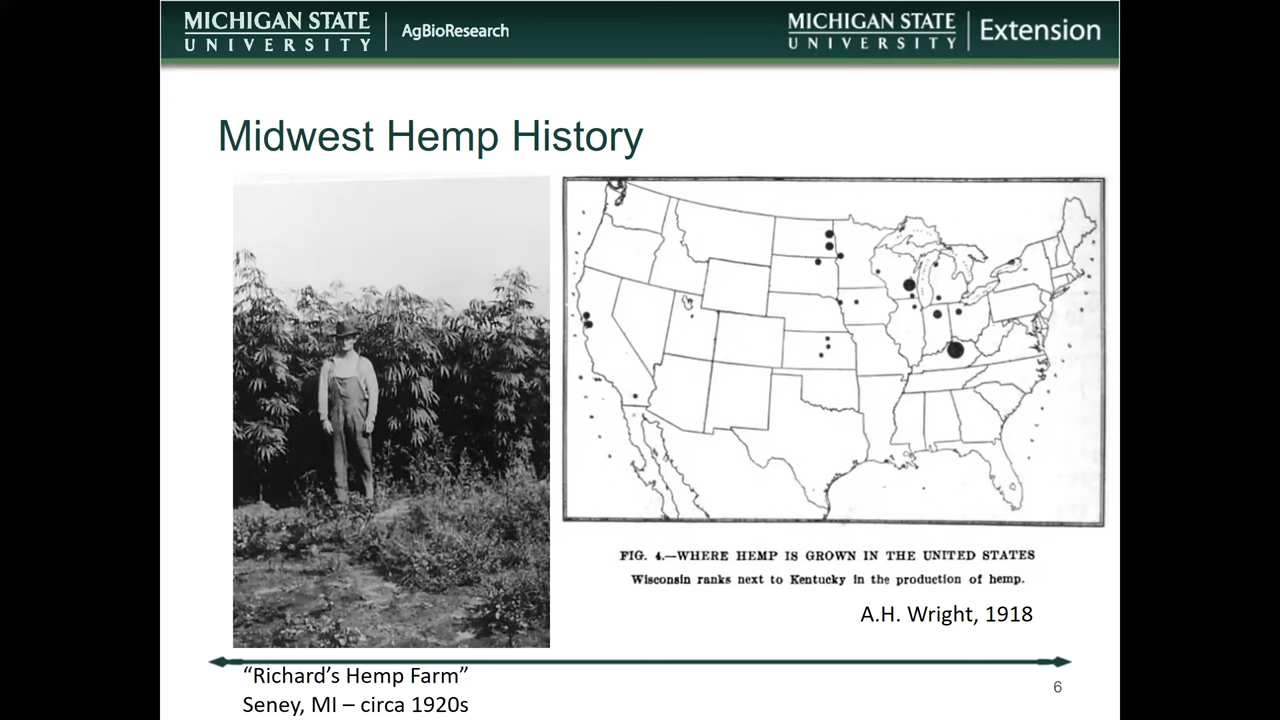 MICHIGAN STATE
UNIVERSITY
AgBioResearch
MICHIGAN STATE
UNIVERSITY
Extension
Midwest Hemp History
FIG. 4.—WHERE HEMP IS GROWN IN THE UNITED STATES
Wisconsin ranks next to Kentucky in the production of hemp.
A.H. Wright, 1918
“Richard’s Hemp Farm”
Seney, MI – circa 1920s
6